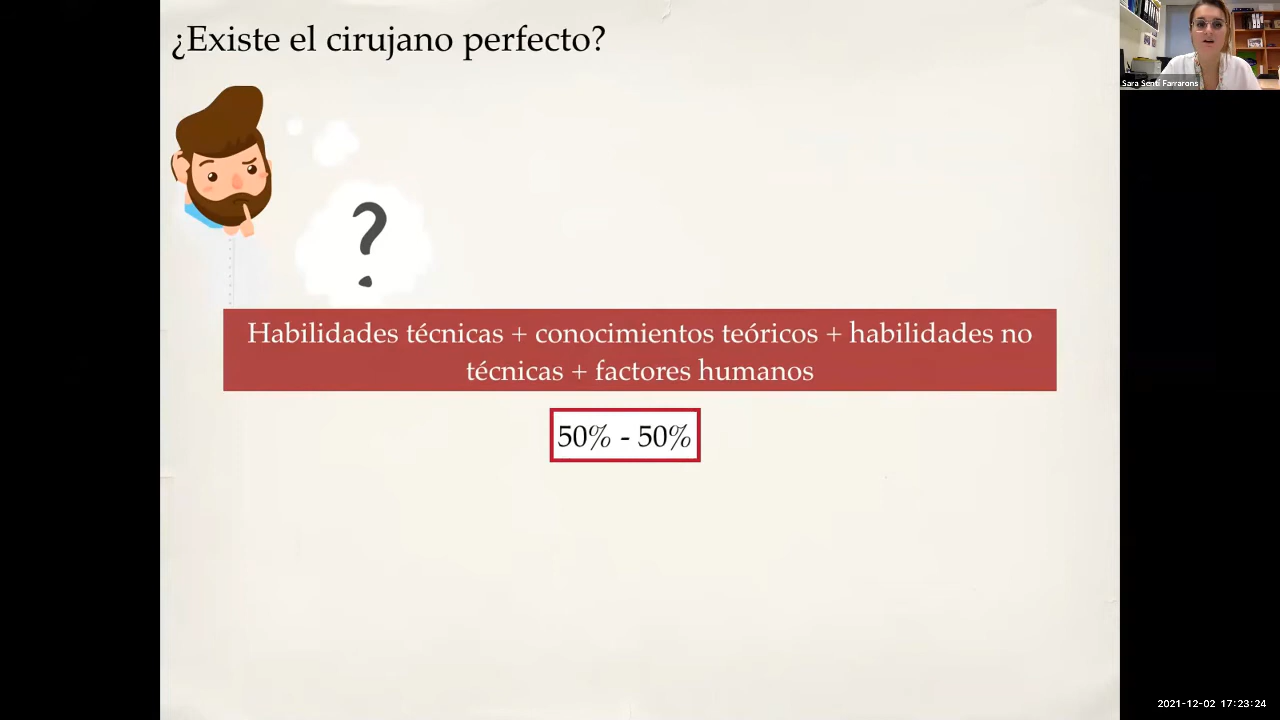 ¿Existe el cirujano perfecto?
Sara Sentí Farrarons
?
Habilidades técnicas + conocimientos teóricos + habilidades no
técnicas + factores humanos
50% - 50%
2021-12-02 17:23:24